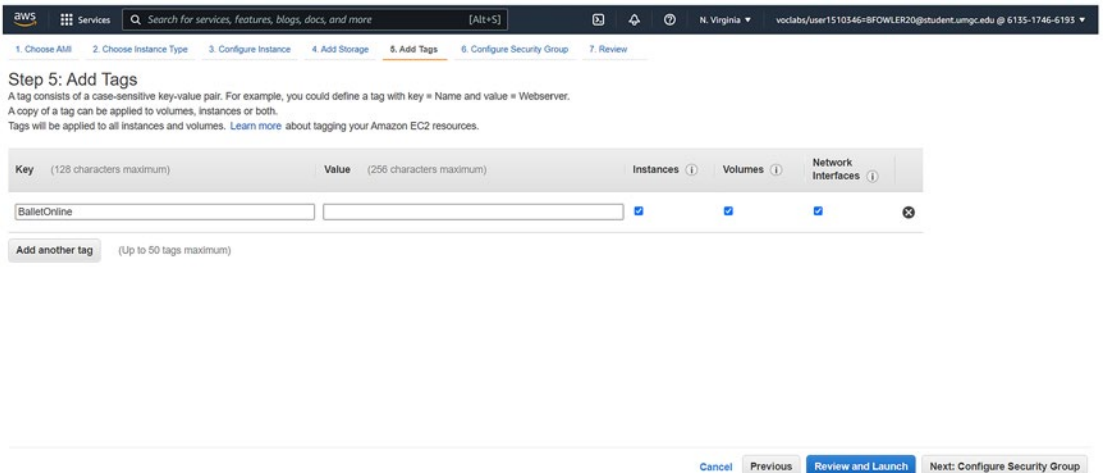 aws Services Search for services, features, blogs, docs, and more [Alt+S] N. Virginia voclabs/user1510346=BFOWLER20@student.umgc.edu @ 6135-1746-6193
1. Choose AMI 2. Choose Instance Type 3. Configure Instance 4. Add Storage 5. Add Tags 6. Configure Security Group 7. Review
Step 5: Add Tags
A tag consists of a case-sensitive key-value pair. For example, you could define a tag with key = Name and value = Webserver.
A copy of a tag can be applied to volumes, instances or both.
Tags will be applied to all instances and volumes. Learn more about tagging your Amazon EC2 resources.
Key (128 characters maximum) Value (256 characters maximum) Instances Volumes Network Interfaces
BalletOnline
Add another tag (Up to 50 tags maximum)
Cancel Previous Review and Launch Next: Configure Security Group